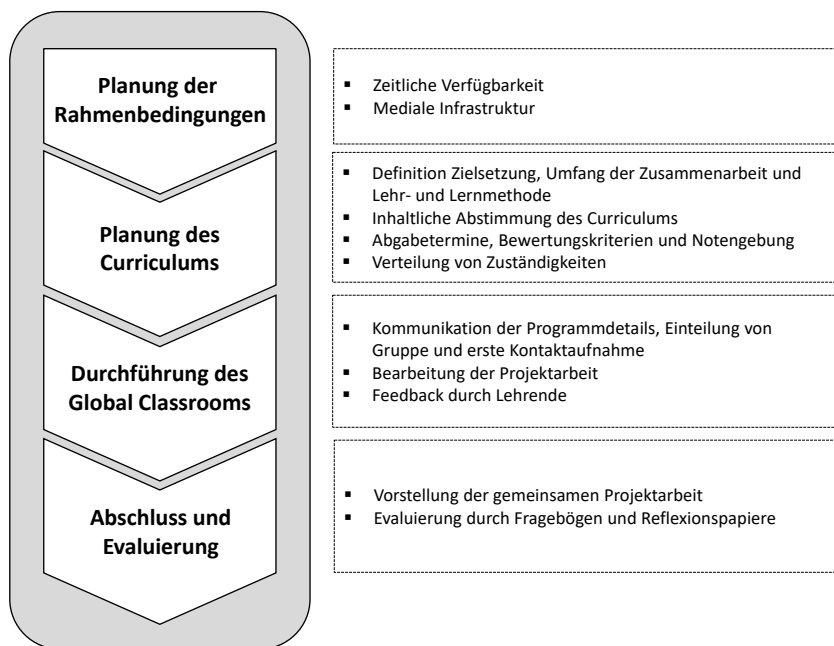 Planung der
Rahmenbedingungen
▪ Zeitliche Verfügbarkeit
▪ Mediale Infrastruktur
Planung des
Curriculums
▪ Definition Zielsetzung, Umfang der Zusammenarbeit und
Lehr- und Lernmethode
▪ Inhaltliche Abstimmung des Curriculums
▪ Abgabetermine, Bewertungskriterien und Notengebung
▪ Verteilung von Zuständigkeiten
Durchführung des
Global Classrooms
▪ Kommunikation der Programmdetails, Einteilung von
Gruppe und erste Kontaktaufnahme
▪ Bearbeitung der Projektarbeit
▪ Feedback durch Lehrende
Abschluss und
Evaluierung
▪ Vorstellung der gemeinsamen Projektarbeit
▪ Evaluierung durch Fragebögen und Reflexionspapiere